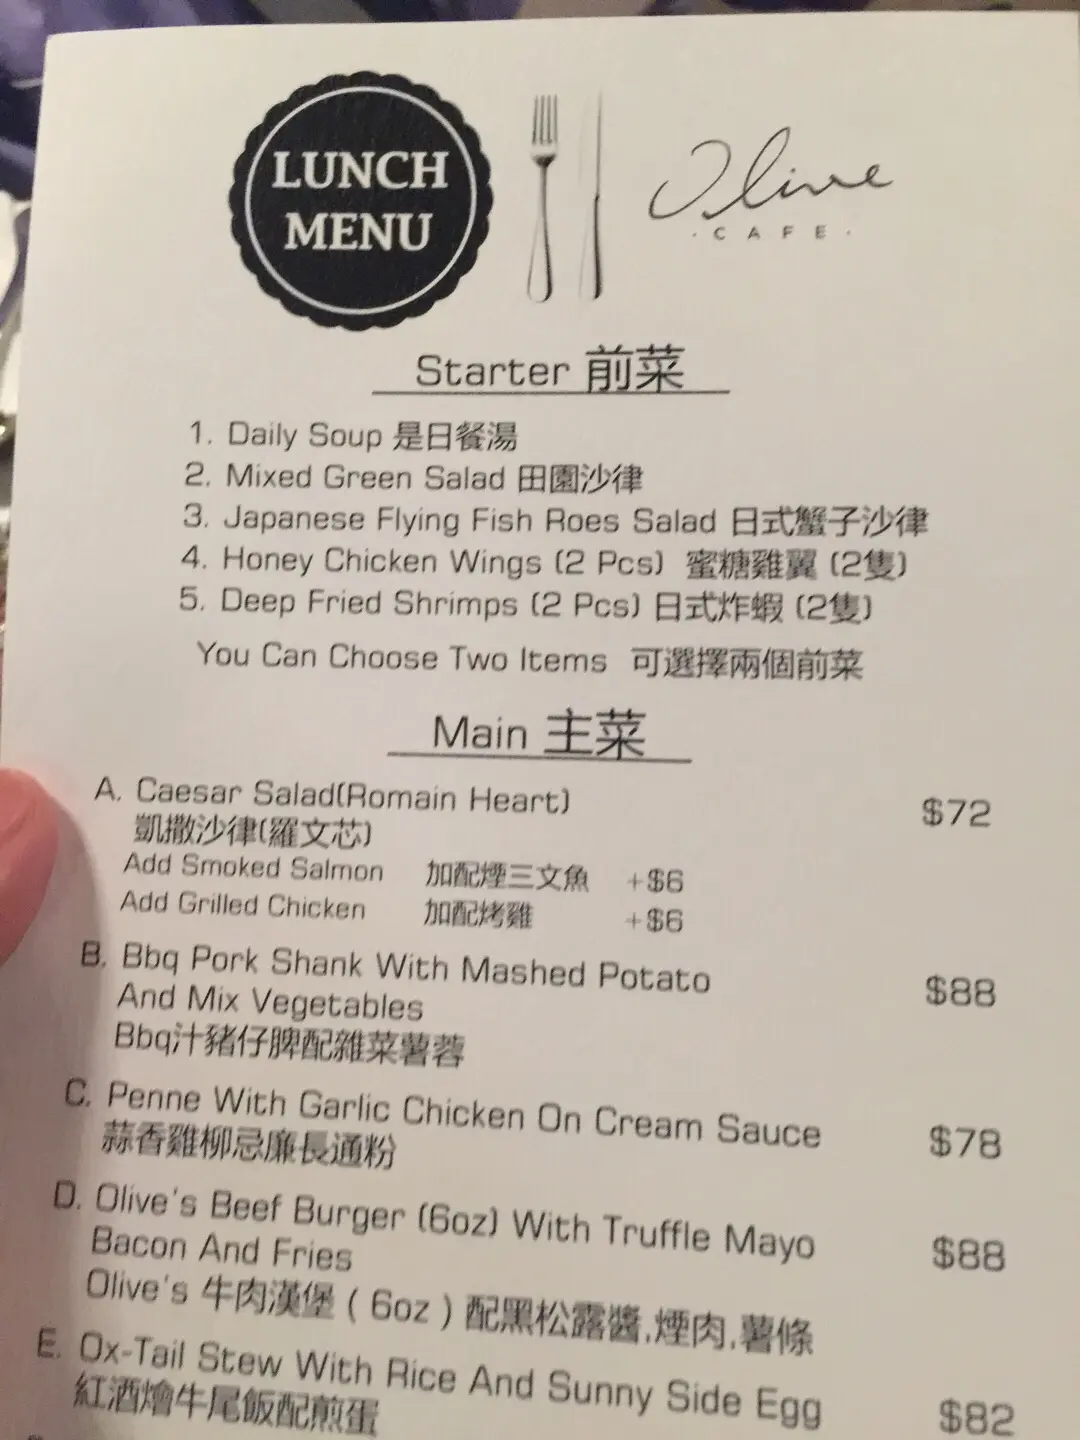 LUNCH
MENU
Olive
· CAFE ·
Starter 前菜
1. Daily Soup 是日餐湯
2. Mixed Green Salad 田園沙律
3. Japanese Flying Fish Roes Salad 日式蟹子沙律
4. Honey Chicken Wings (2 Pcs) 蜜糖雞翼 (2隻)
5. Deep Fried Shrimps (2 Pcs) 日式炸蝦 (2隻)
You Can Choose Two Items 可選擇兩個前菜
Main 主菜
A. Caesar Salad(Romain Heart) $72
凱撒沙律(羅文芯)
Add Smoked Salmon 加配煙三文魚 +$6
Add Grilled Chicken 加配烤雞 +$6
B. Bbq Pork Shank With Mashed Potato $88
And Mix Vegetables
Bbq汁豬仔脾配雜菜薯蓉
C. Penne With Garlic Chicken On Cream Sauce $78
蒜香雞柳忌廉長通粉
D. Olive's Beef Burger (6oz) With Truffle Mayo $88
Bacon And Fries
Olive's 牛肉漢堡 ( 6oz ) 配黑松露醬,煙肉,薯條
E. Ox-Tail Stew With Rice And Sunny Side Egg $82
紅酒燴牛尾飯配煎蛋